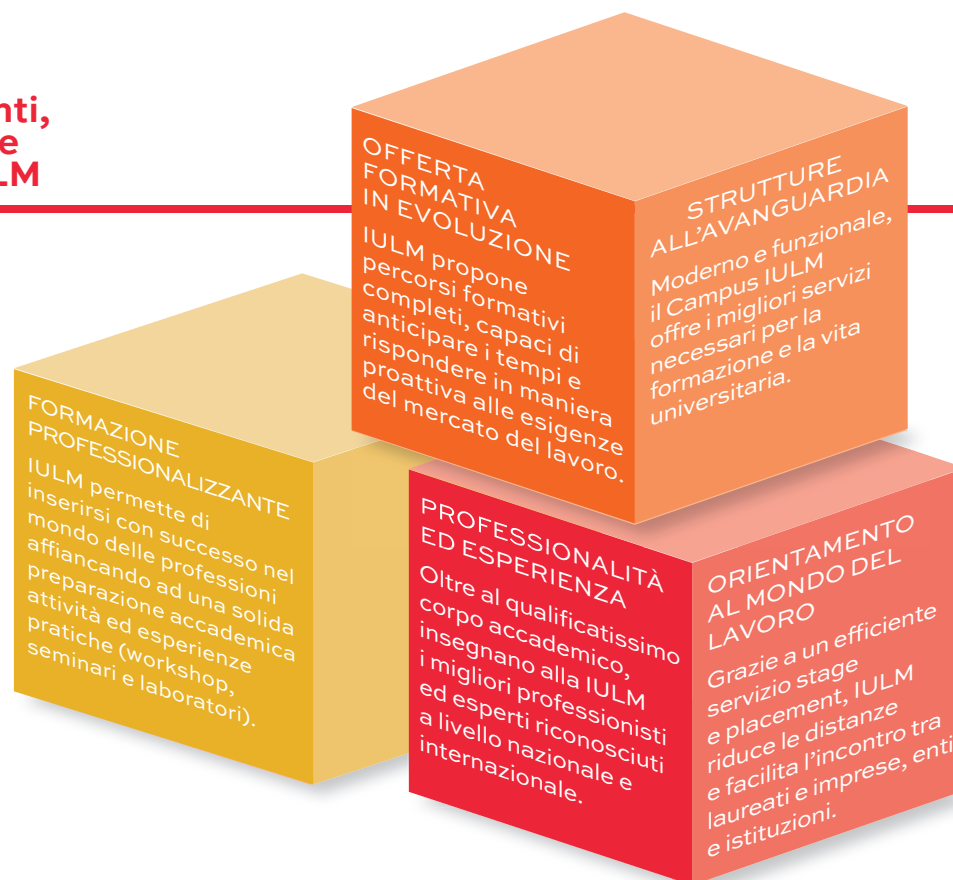 nti,
e
LM
OFFERTA
FORMATIVA
IN EVOLUZIONE
IULM propone
percorsi formativi
completi, capaci di
anticipare i tempi e
rispondere in maniera
proattiva alle esigenze
del mercato del lavoro.
STRUTTURE
ALL'AVANGUARDIA
Moderno e funzionale,
il Campus IULM
offre i migliori servizi
necessari per la
formazione e la vita
universitaria.
FORMAZIONE
PROFESSIONALIZZANTE
IULM permette di
inserirsi con successo nel
mondo delle professioni
affiancando ad una solida
preparazione accademica
attività ed esperienze
pratiche (workshop,
seminari e laboratori).
PROFESSIONALITÀ
ED ESPERIENZA
Oltre al qualificatissimo
corpo accademico,
insegnano alla IULM
i migliori professionisti
ed esperti riconosciuti
a livello nazionale e
internazionale.
ORIENTAMENTO
AL MONDO DEL
LAVORO
Grazie a un efficiente
servizio stage
e placement, IULM
riduce le distanze
e facilita l'incontro tra
laureati e imprese, enti
e istituzioni.